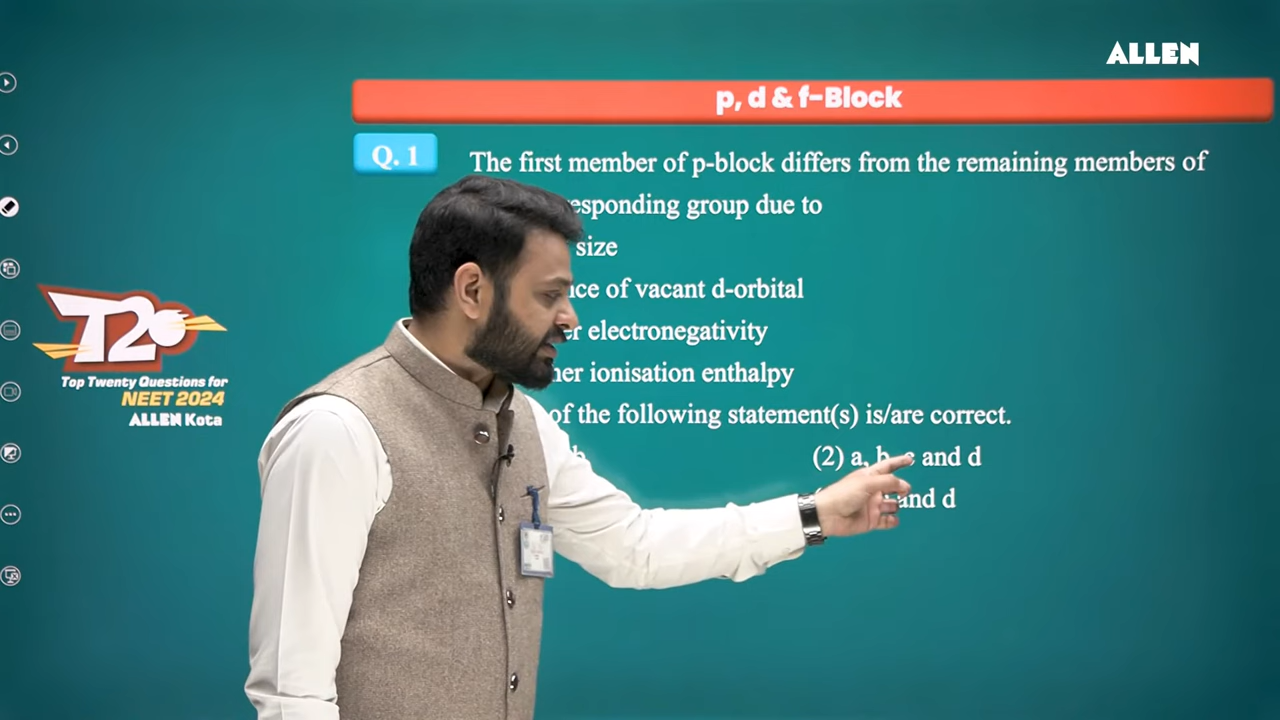 ALLEN
p, d & f-Block
Q. 1
The first member of p-block differs from the remaining members of
esponding group due to
size
nce of vacant d-orbital
er electronegativity
her ionisation enthalpy
of the following statement(s) is/are correct.
b
(2) a, b, c and d
and d
T20
Top Twenty Questions for
NEET 2024
ALLEN Kota